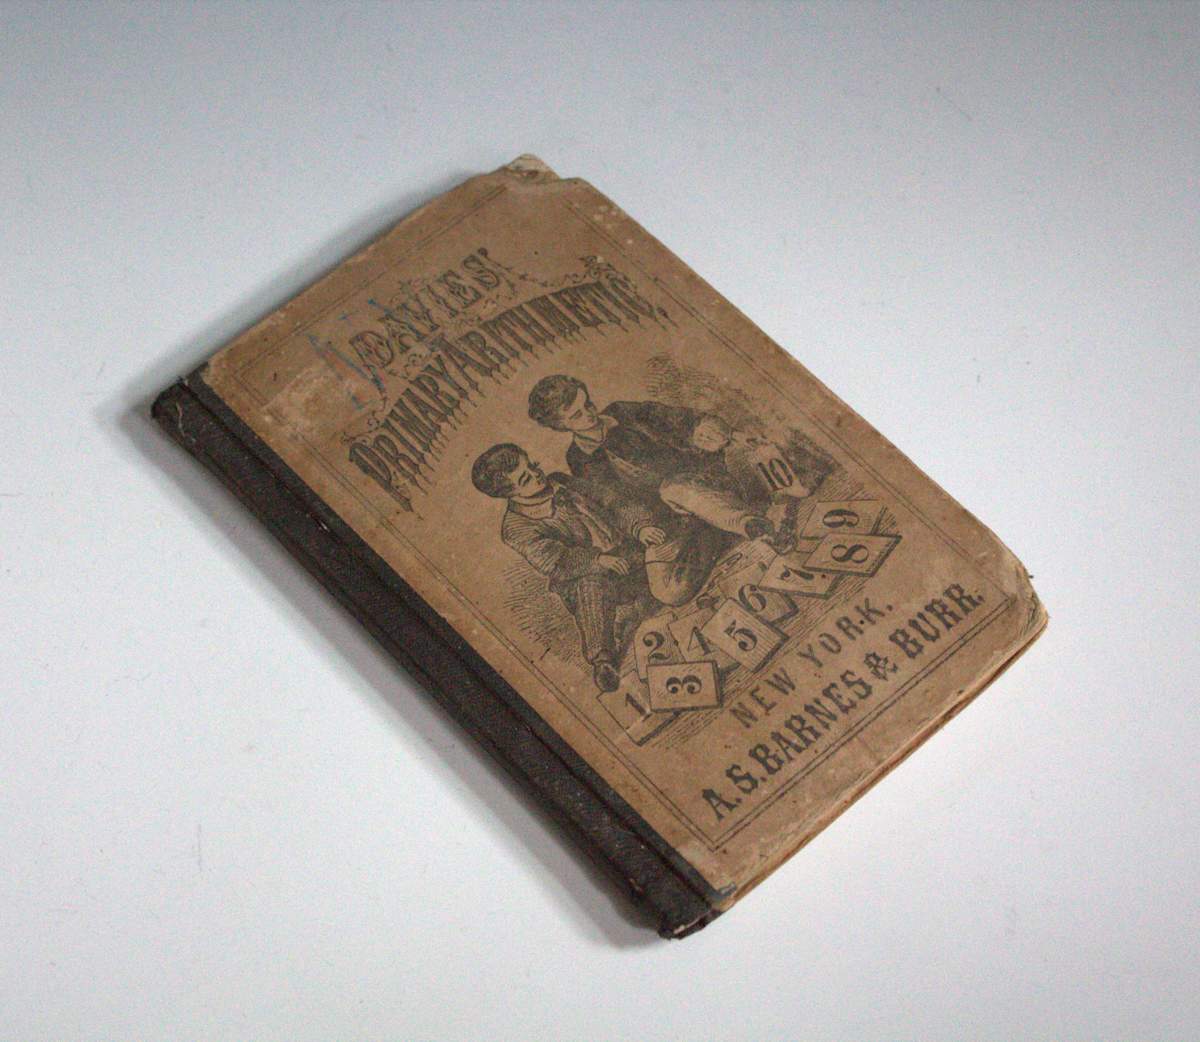 DAVIES'
PRIMARY ARITHMETIC.
10
9
8
7
6
5
4
2
3
1
NEW YORK.
A. S. BARNES & BURR.